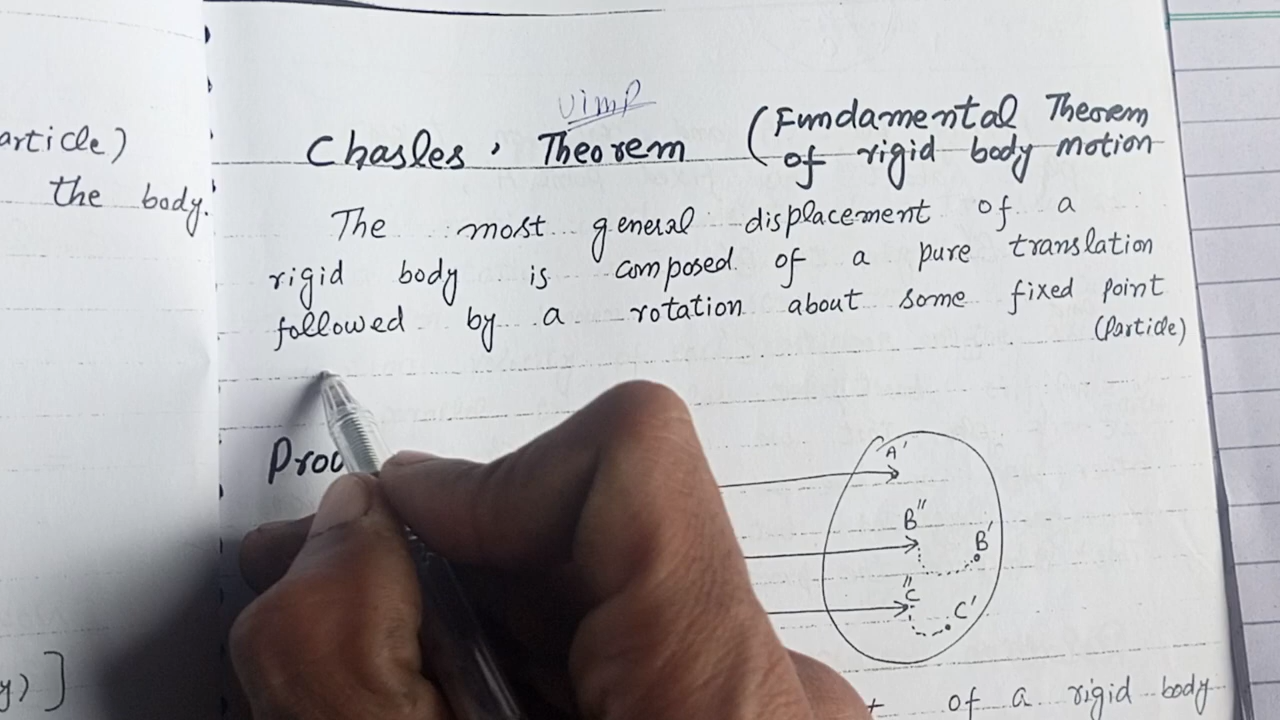 article)
the body.
VimP
Chasles' Theorem (Fundamental Theorem
of rigid body motion
The most general displacement of a
rigid body is composed of a pure translation
followed by a rotation about some fixed point
(Particle)
A'
B''
B'
C''
C'
of a rigid body
y)]